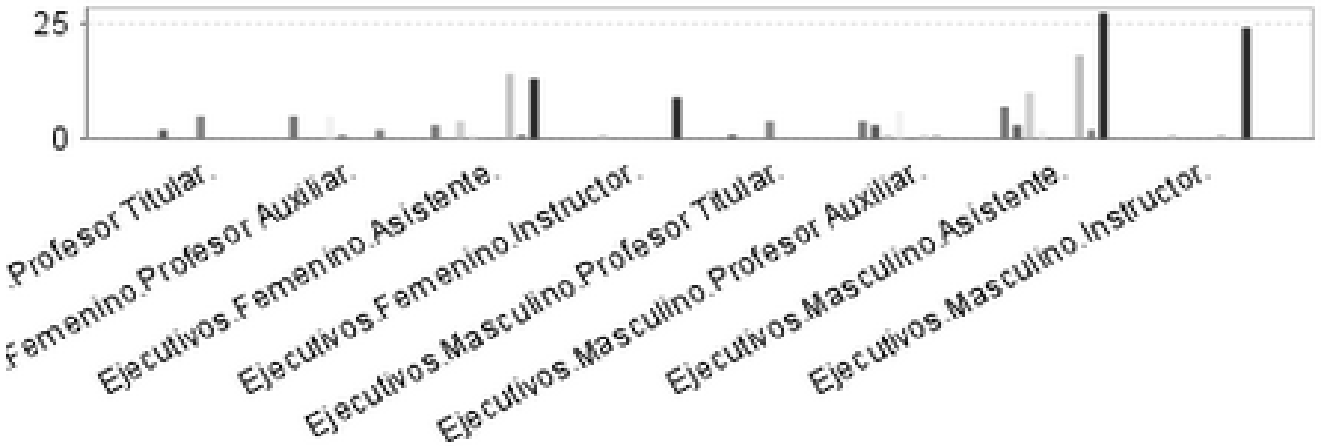 25
0
.Profesor Titular.
.Femenino.Profesor Auxiliar.
Ejecutivos.Femenino.Asistente.
Ejecutivos.Femenino.Instructor.
Ejecutivos.Masculino.Profesor Titular.
Ejecutivos.Masculino.Profesor Auxiliar.
Ejecutivos.Masculino.Asistente.
Ejecutivos.Masculino.Instructor.